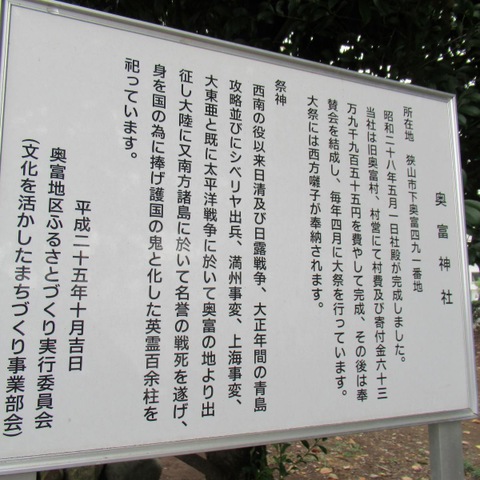 奥富神社
所在地　狭山市下奥富四九一番地
昭和二十八年五月一日社殿が完成しました。
当社は旧奥富村、村営にて村費及び寄付金六十三
万九千九百五十五円を費やして完成、その後は奉
賛会を結成し、毎年四月に大祭を行っています。
大祭には西方囃子が奉納されます。
祭神
西南の役以来日清及び日露戦争、大正年間の青島
攻略並びにシベリヤ出兵、満州事変、上海事変、
大東亜と既に太平洋戦争に於いて奥富の地より出
征し大陸に又南方諸島に於いて名誉の戦死を遂げ、
身を国の為に捧げ護国の鬼と化した英霊百余柱を
祀っています。
平成二十五年十月吉日
奥富地区ふるさとづくり実行委員会
(文化を活かしたまちづくり事業部会)